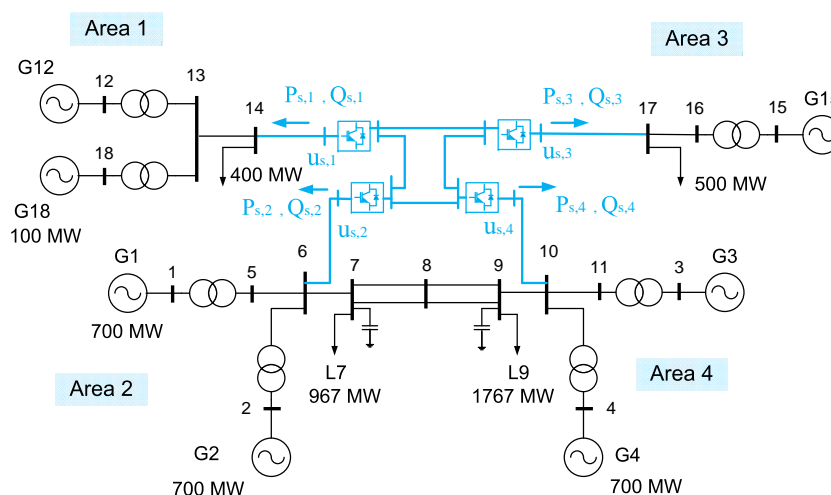 Area 1
Area 3
G12
12
13
14
18
G18
100 MW
400 MW
Ps,1 , Qs,1
us,1
Ps,3 , Qs,3
us,3
17
16
15
500 MW
Ps,2 , Qs,2
us,2
Ps,4 , Qs,4
us,4
G1
1
5
6
7
8
9
10
11
3
G3
700 MW
L7
967 MW
L9
1767 MW
Area 2
Area 4
2
G2
700 MW
4
G4
700 MW